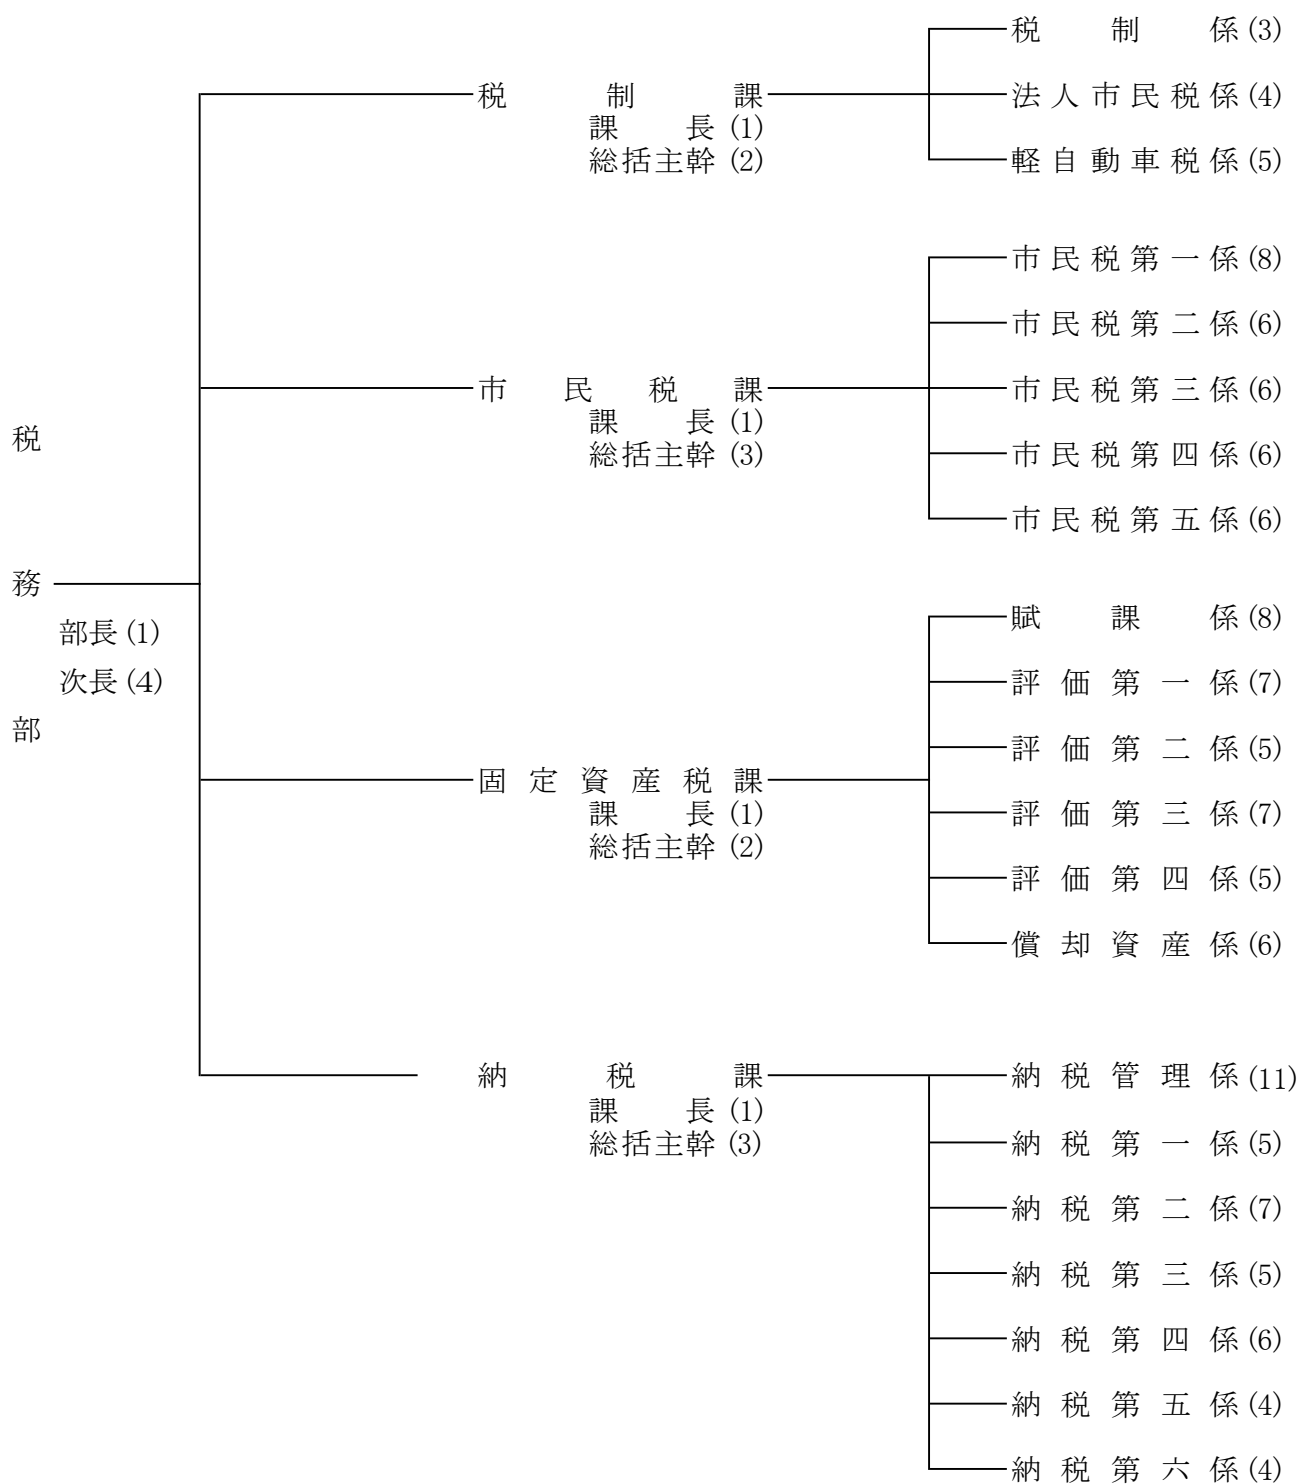 税務部
部長(1)
次長(4)
税制課
課長(1)
総括主幹(2)
税制係(3)
法人市民税係(4)
軽自動車税係(5)
市民税課
課長(1)
総括主幹(3)
市民税第一係(8)
市民税第二係(6)
市民税第三係(6)
市民税第四係(6)
市民税第五係(6)
固定資産税課
課長(1)
総括主幹(2)
賦課係(8)
評価第一係(7)
評価第二係(5)
評価第三係(7)
評価第四係(5)
償却資産係(6)
納税課
課長(1)
総括主幹(3)
納税管理係(11)
納税第一係(5)
納税第二係(7)
納税第三係(5)
納税第四係(6)
納税第五係(4)
納税第六係(4)